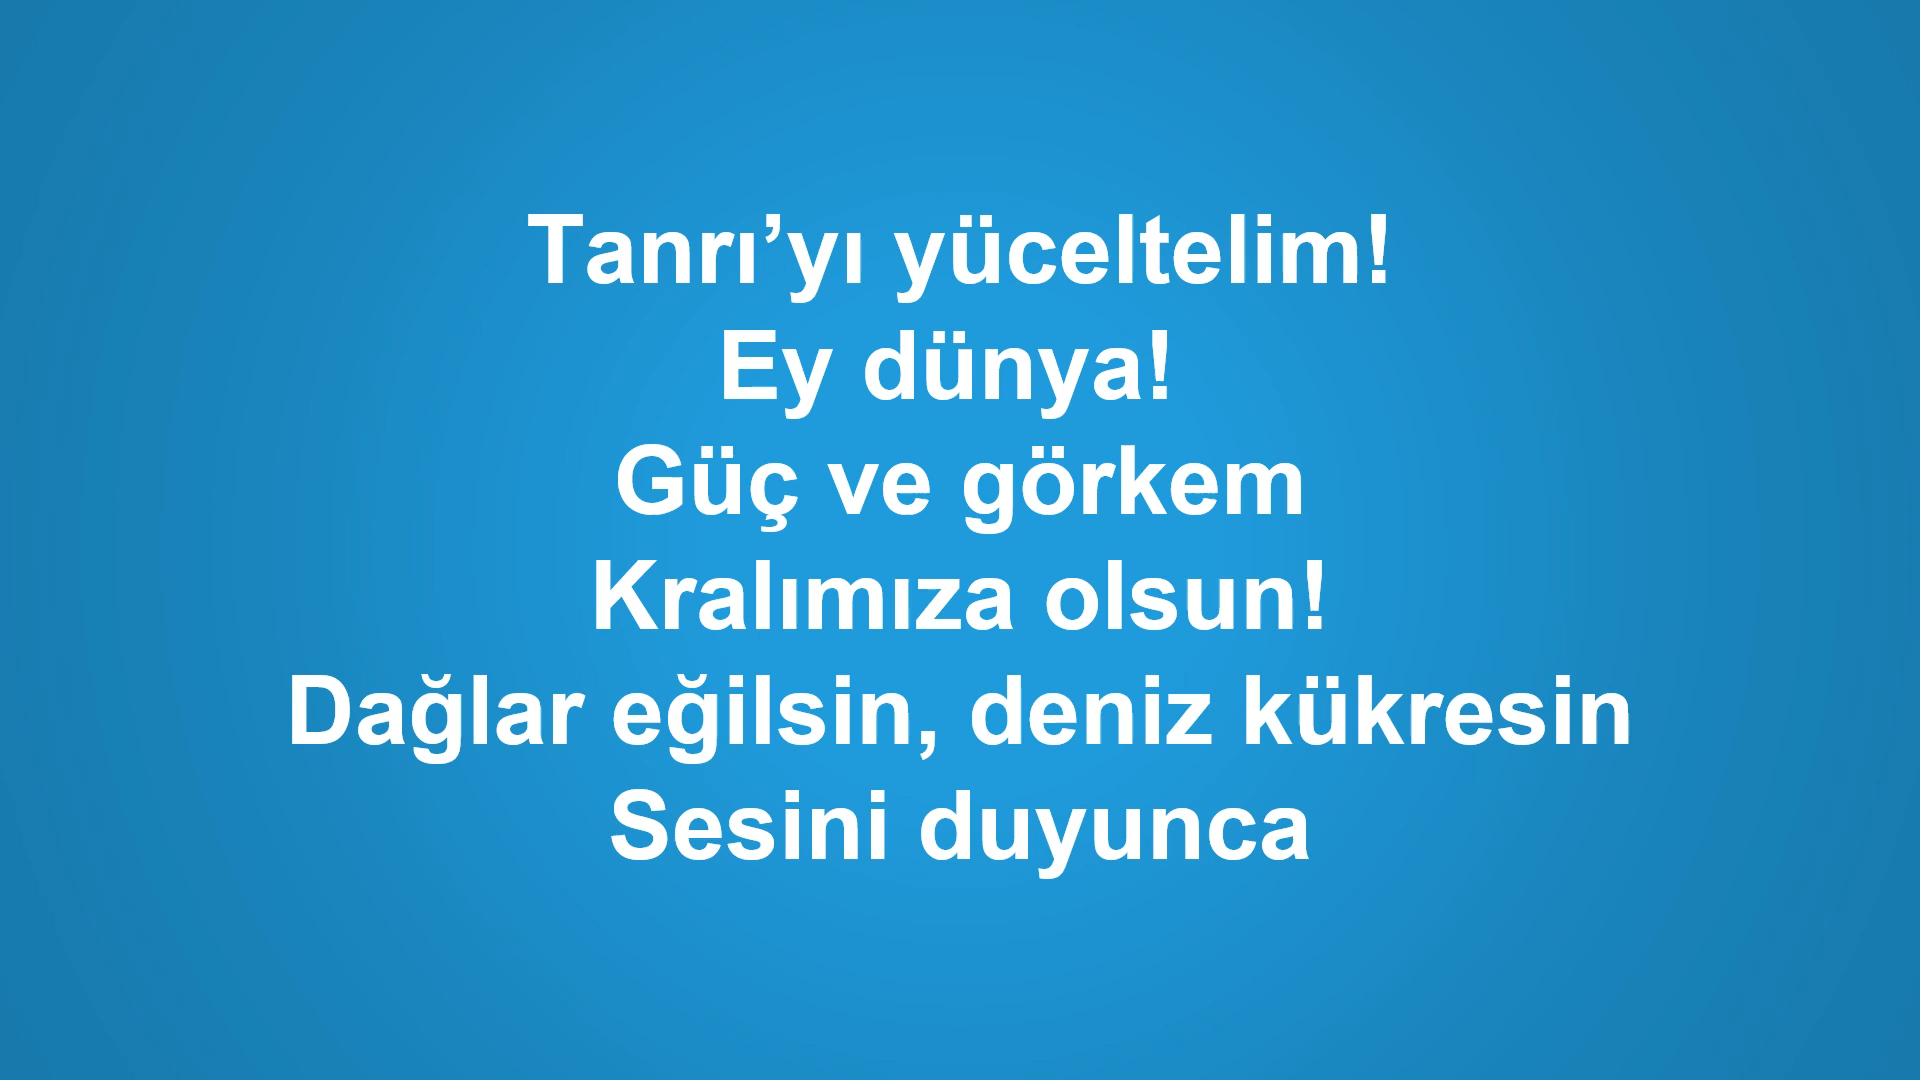 Tanrı’yı yüceltelim!
Ey dünya!
Güç ve görkem
Kralımıza olsun!
Dağlar eğilsin, deniz kükresin
Sesini duyunca